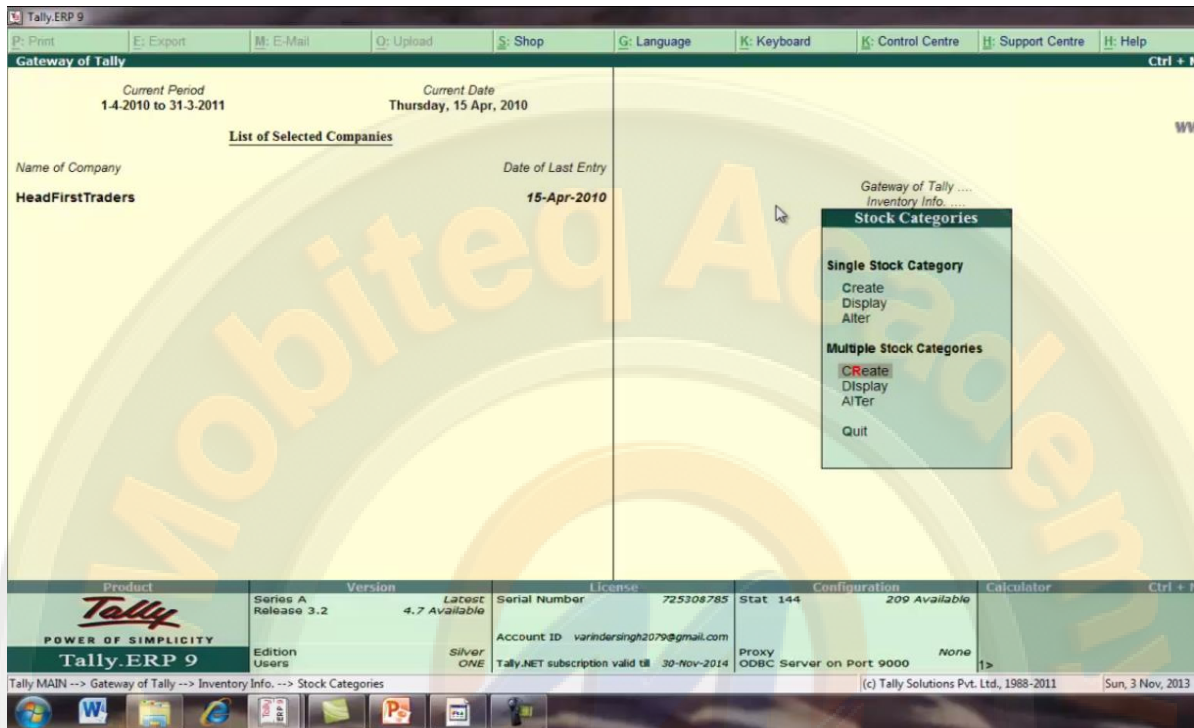 Tally.ERP 9
P: Print E: Export M: E-Mail O: Upload S: Shop G: Language K: Keyboard K: Control Centre H: Support Centre H: Help
Gateway of Tally Ctrl +
Current Period Current Date
1-4-2010 to 31-3-2011 Thursday, 15 Apr, 2010
List of Selected Companies
Name of Company Date of Last Entry
HeadFirstTraders 15-Apr-2010
Gateway of Tally ....
Inventory Info. ....
Stock Categories
Single Stock Category
Create
Display
Alter
Multiple Stock Categories
CReate
DIsplay
AlTer
Quit
Mobiteq Academy
Product Version License Configuration Calculator Ctrl +
Tally
POWER OF SIMPLICITY
Tally.ERP 9
Series A Latest
Release 3.2 4.7 Available
Edition Silver
Users ONE
Serial Number 725308785
Account ID varindersingh2079@gmail.com
Tally.NET subscription valid till 30-Nov-2014
Stat 144 209 Available
Proxy None
ODBC Server on Port 9000
1>
Tally MAIN --> Gateway of Tally --> Inventory Info. --> Stock Categories (c) Tally Solutions Pvt. Ltd., 1988-2011 Sun, 3 Nov, 2013